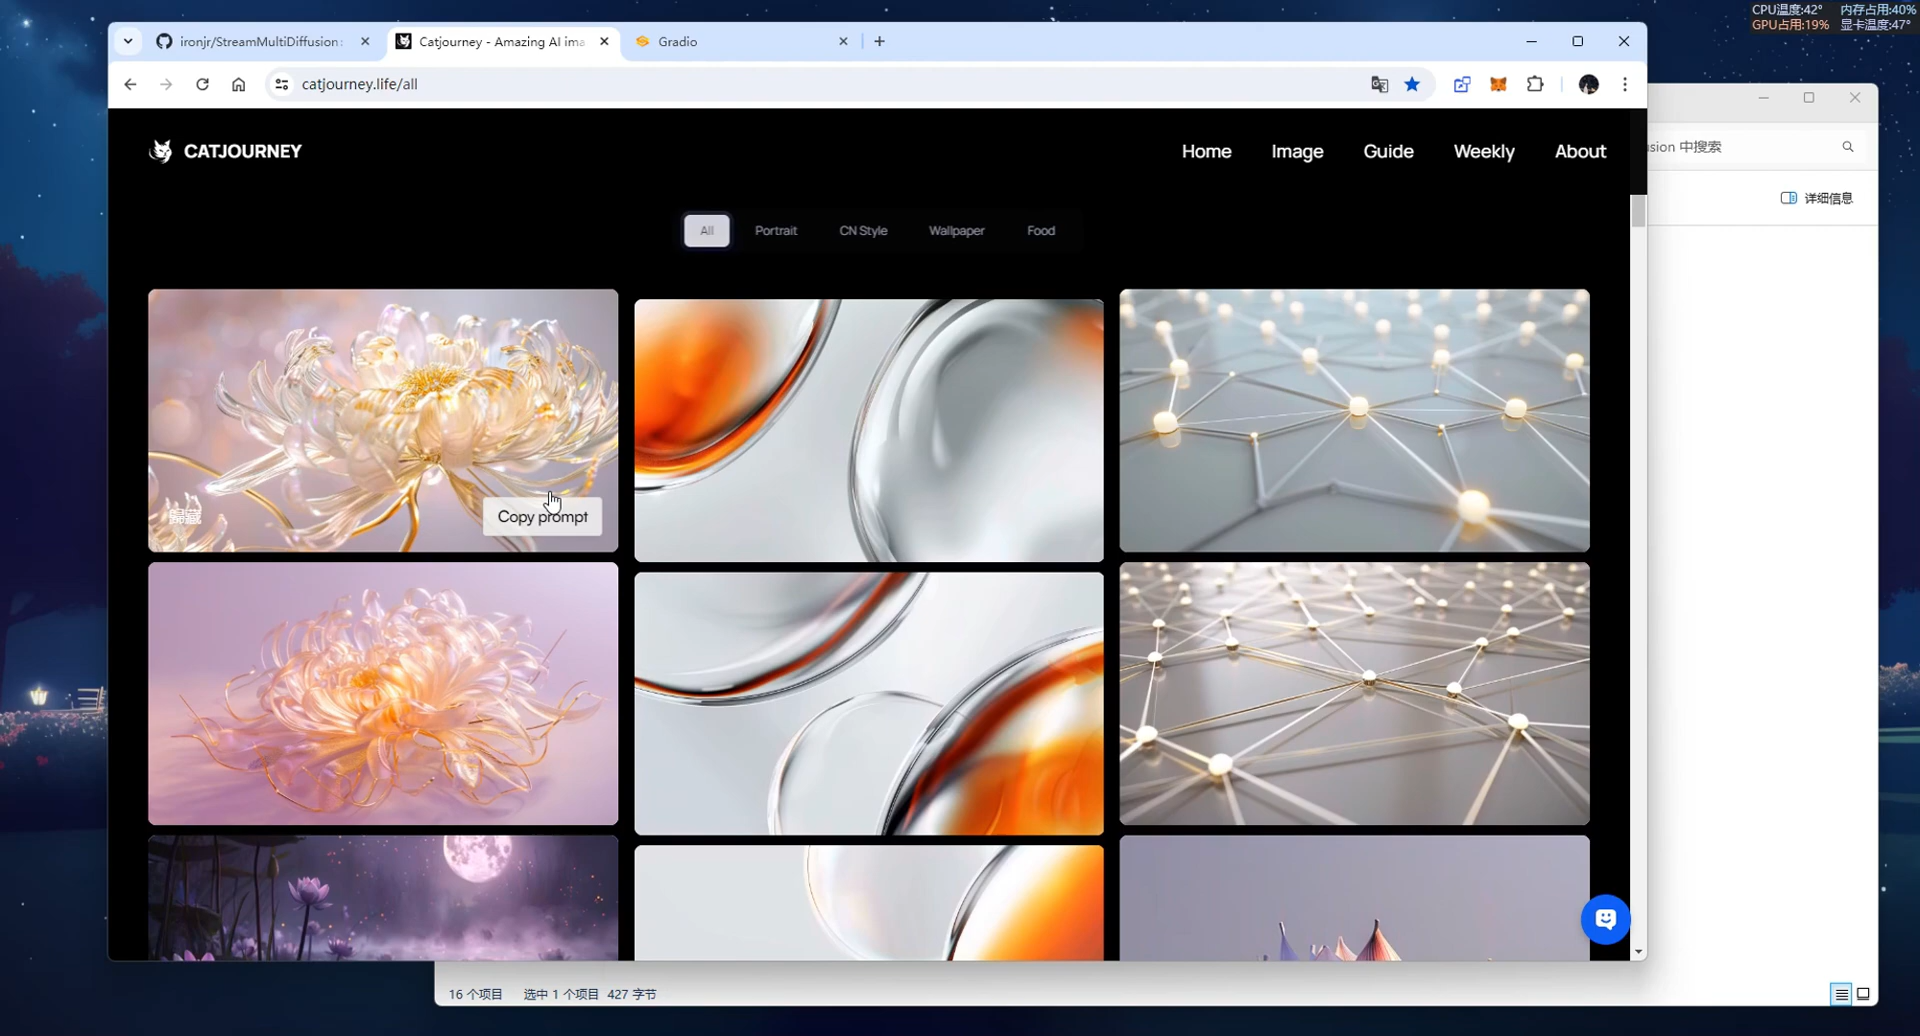 CPU温度:42° 内存占用:40%
GPU占用:19% 显卡温度:47°
ironjr/StreamMultiDiffusion:
Catjourney - Amazing AI ima
Gradio
catjourney.life/all
CATJOURNEY
Home Image Guide Weekly About
usion 中搜索
详细信息
All Portrait CN Style Wallpaper Food
歸藏
Copy prompt
16 个项目 选中 1 个项目 427 字节